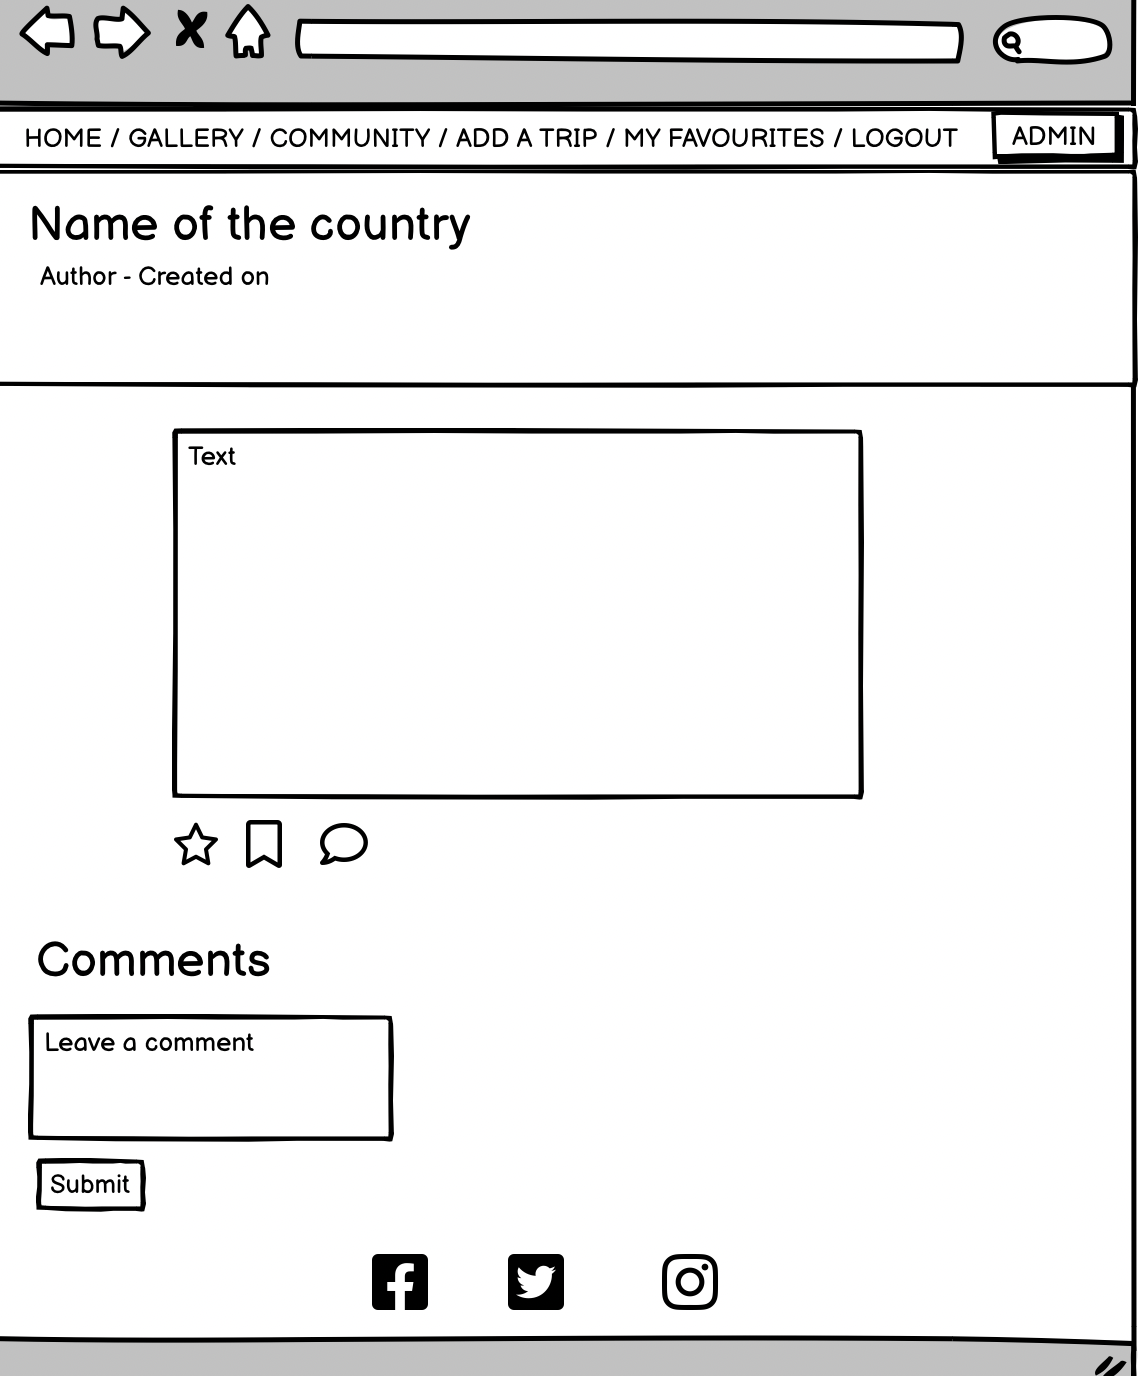 HOME / GALLERY / COMMUNITY / ADD A TRIP / MY FAVOURITES / LOGOUT ADMIN
Name of the country
Author - Created on
Text
Comments
Leave a comment
Submit